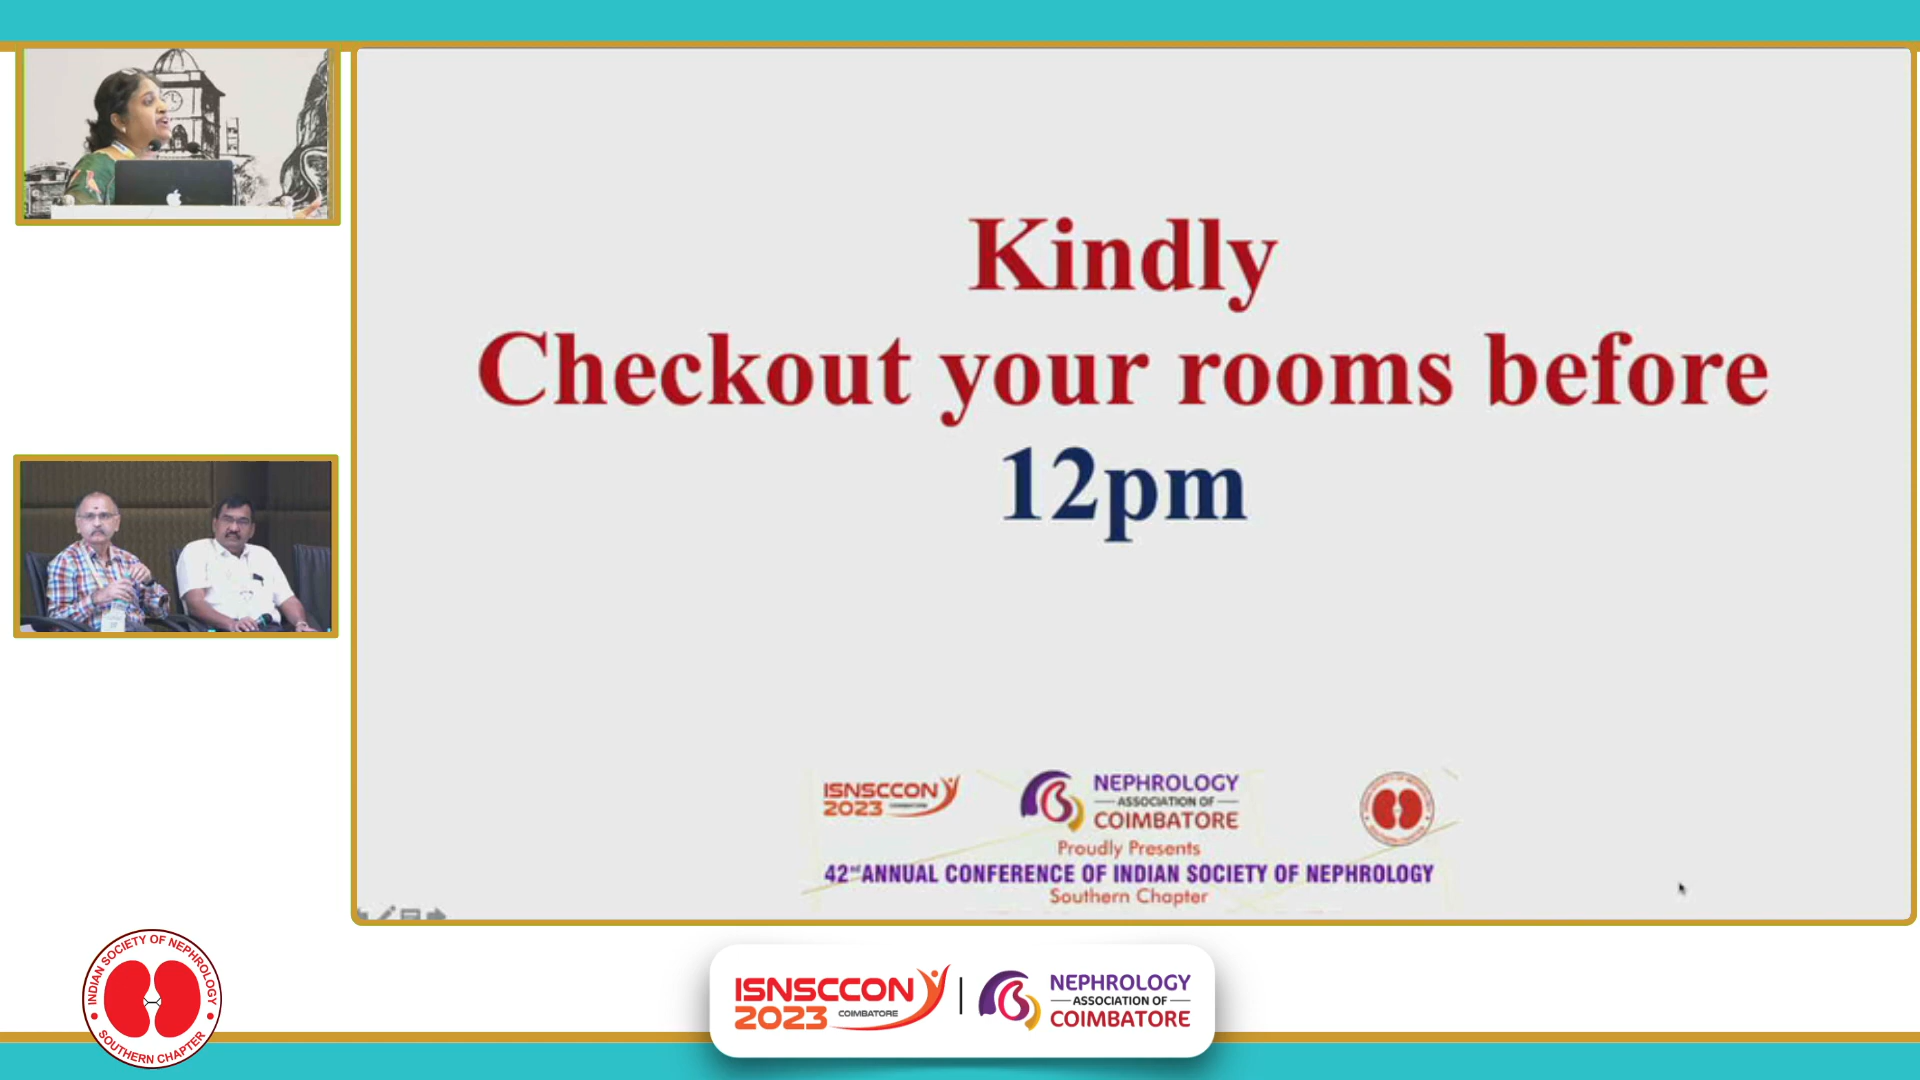 Kindly
Checkout your rooms before
12pm
ISNSCCON
2023 COIMBATORE
NEPHROLOGY
ASSOCIATION OF
COIMBATORE
Proudly Presents
42nd ANNUAL CONFERENCE OF INDIAN SOCIETY OF NEPHROLOGY
Southern Chapter
INDIAN SOCIETY OF NEPHROLOGY
SOUTHERN CHAPTER
ISNSCCON
2023 COIMBATORE
NEPHROLOGY
ASSOCIATION OF
COIMBATORE